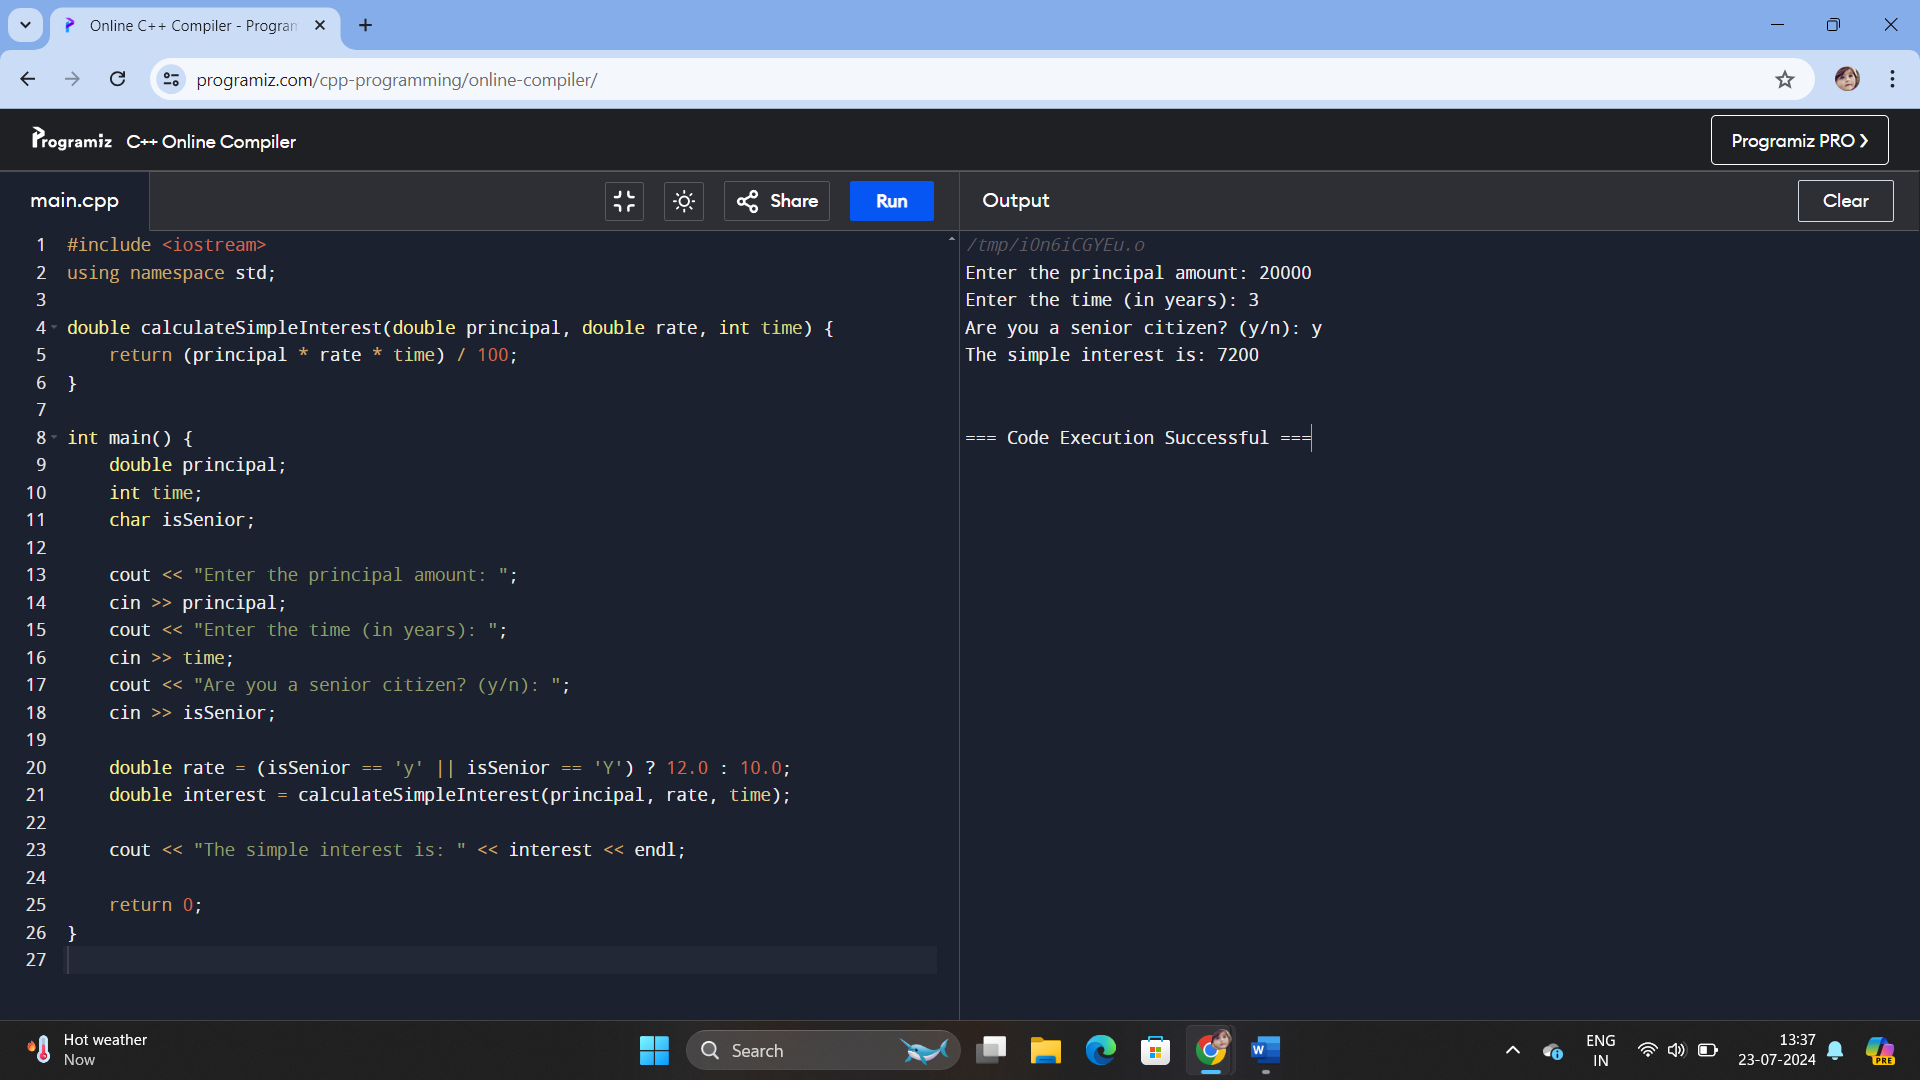 Online C++ Compiler - Program
programiz.com/cpp-programming/online-compiler/
Programiz C++ Online Compiler
Programiz PRO
main.cpp
Share
Run
Output
Clear
1 #include <iostream>
2 using namespace std;
3
4 double calculateSimpleInterest(double principal, double rate, int time) {
5     return (principal * rate * time) / 100;
6 }
7
8 int main() {
9     double principal;
10     int time;
11     char isSenior;
12
13     cout << "Enter the principal amount: ";
14     cin >> principal;
15     cout << "Enter the time (in years): ";
16     cin >> time;
17     cout << "Are you a senior citizen? (y/n): ";
18     cin >> isSenior;
19
20     double rate = (isSenior == 'y' || isSenior == 'Y') ? 12.0 : 10.0;
21     double interest = calculateSimpleInterest(principal, rate, time);
22
23     cout << "The simple interest is: " << interest << endl;
24
25     return 0;
26 }
27
/tmp/iOn6iCGYEu.o
Enter the principal amount: 20000
Enter the time (in years): 3
Are you a senior citizen? (y/n): y
The simple interest is: 7200
=== Code Execution Successful ===
Hot weather
Now
Search
ENG
IN
13:37
23-07-2024
PRE